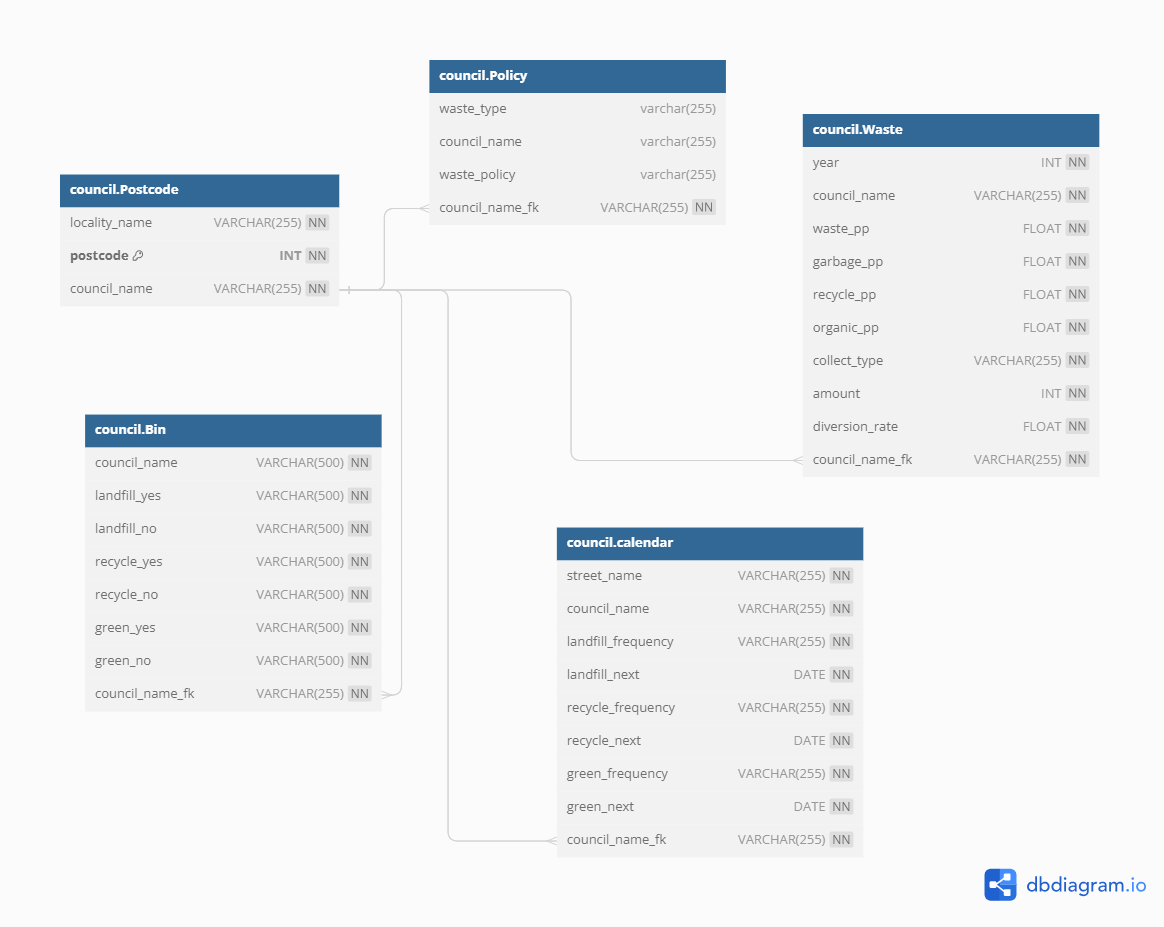 council.Policy
waste_type varchar(255)
council_name varchar(255)
waste_policy varchar(255)
council_name_fk VARCHAR(255) NN
council.Waste
year INT NN
council_name VARCHAR(255) NN
waste_pp FLOAT NN
garbage_pp FLOAT NN
recycle_pp FLOAT NN
organic_pp FLOAT NN
collect_type VARCHAR(255) NN
amount INT NN
diversion_rate FLOAT NN
council_name_fk VARCHAR(255) NN
council.Postcode
locality_name VARCHAR(255) NN
postcode INT NN
council_name VARCHAR(255) NN
council.Bin
council_name VARCHAR(500) NN
landfill_yes VARCHAR(500) NN
landfill_no VARCHAR(500) NN
recycle_yes VARCHAR(500) NN
recycle_no VARCHAR(500) NN
green_yes VARCHAR(500) NN
green_no VARCHAR(500) NN
council_name_fk VARCHAR(255) NN
council.calendar
street_name VARCHAR(255) NN
council_name VARCHAR(255) NN
landfill_frequency VARCHAR(255) NN
landfill_next DATE NN
recycle_frequency VARCHAR(255) NN
recycle_next DATE NN
green_frequency VARCHAR(255) NN
green_next DATE NN
council_name_fk VARCHAR(255) NN
dbdiagram.io